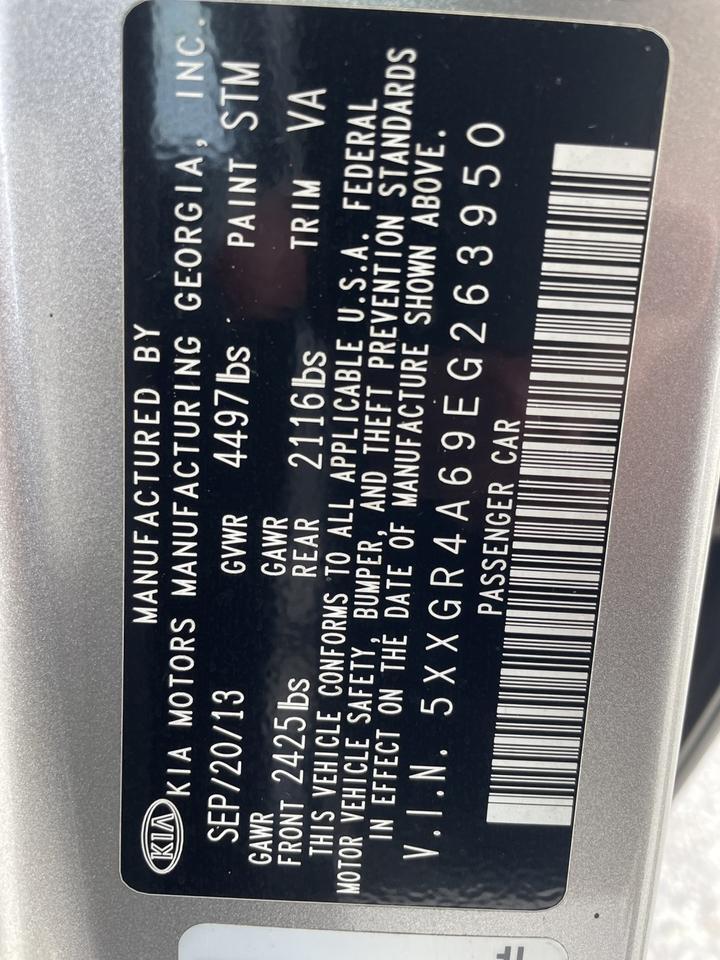 MANUFACTURED BY
KIA KIA MOTORS MANUFACTURING GEORGIA, INC.
SEP/20/13 GVWR 4497lbs PAINT STM
GAWR FRONT 2425lbs GAWR REAR 2116lbs TRIM VA
THIS VEHICLE CONFORMS TO ALL APPLICABLE U.S.A. FEDERAL
MOTOR VEHICLE SAFETY, BUMPER, AND THEFT PREVENTION STANDARDS
IN EFFECT ON THE DATE OF MANUFACTURE SHOWN ABOVE.
V.I.N. 5XXGR4A69EG263950
PASSENGER CAR